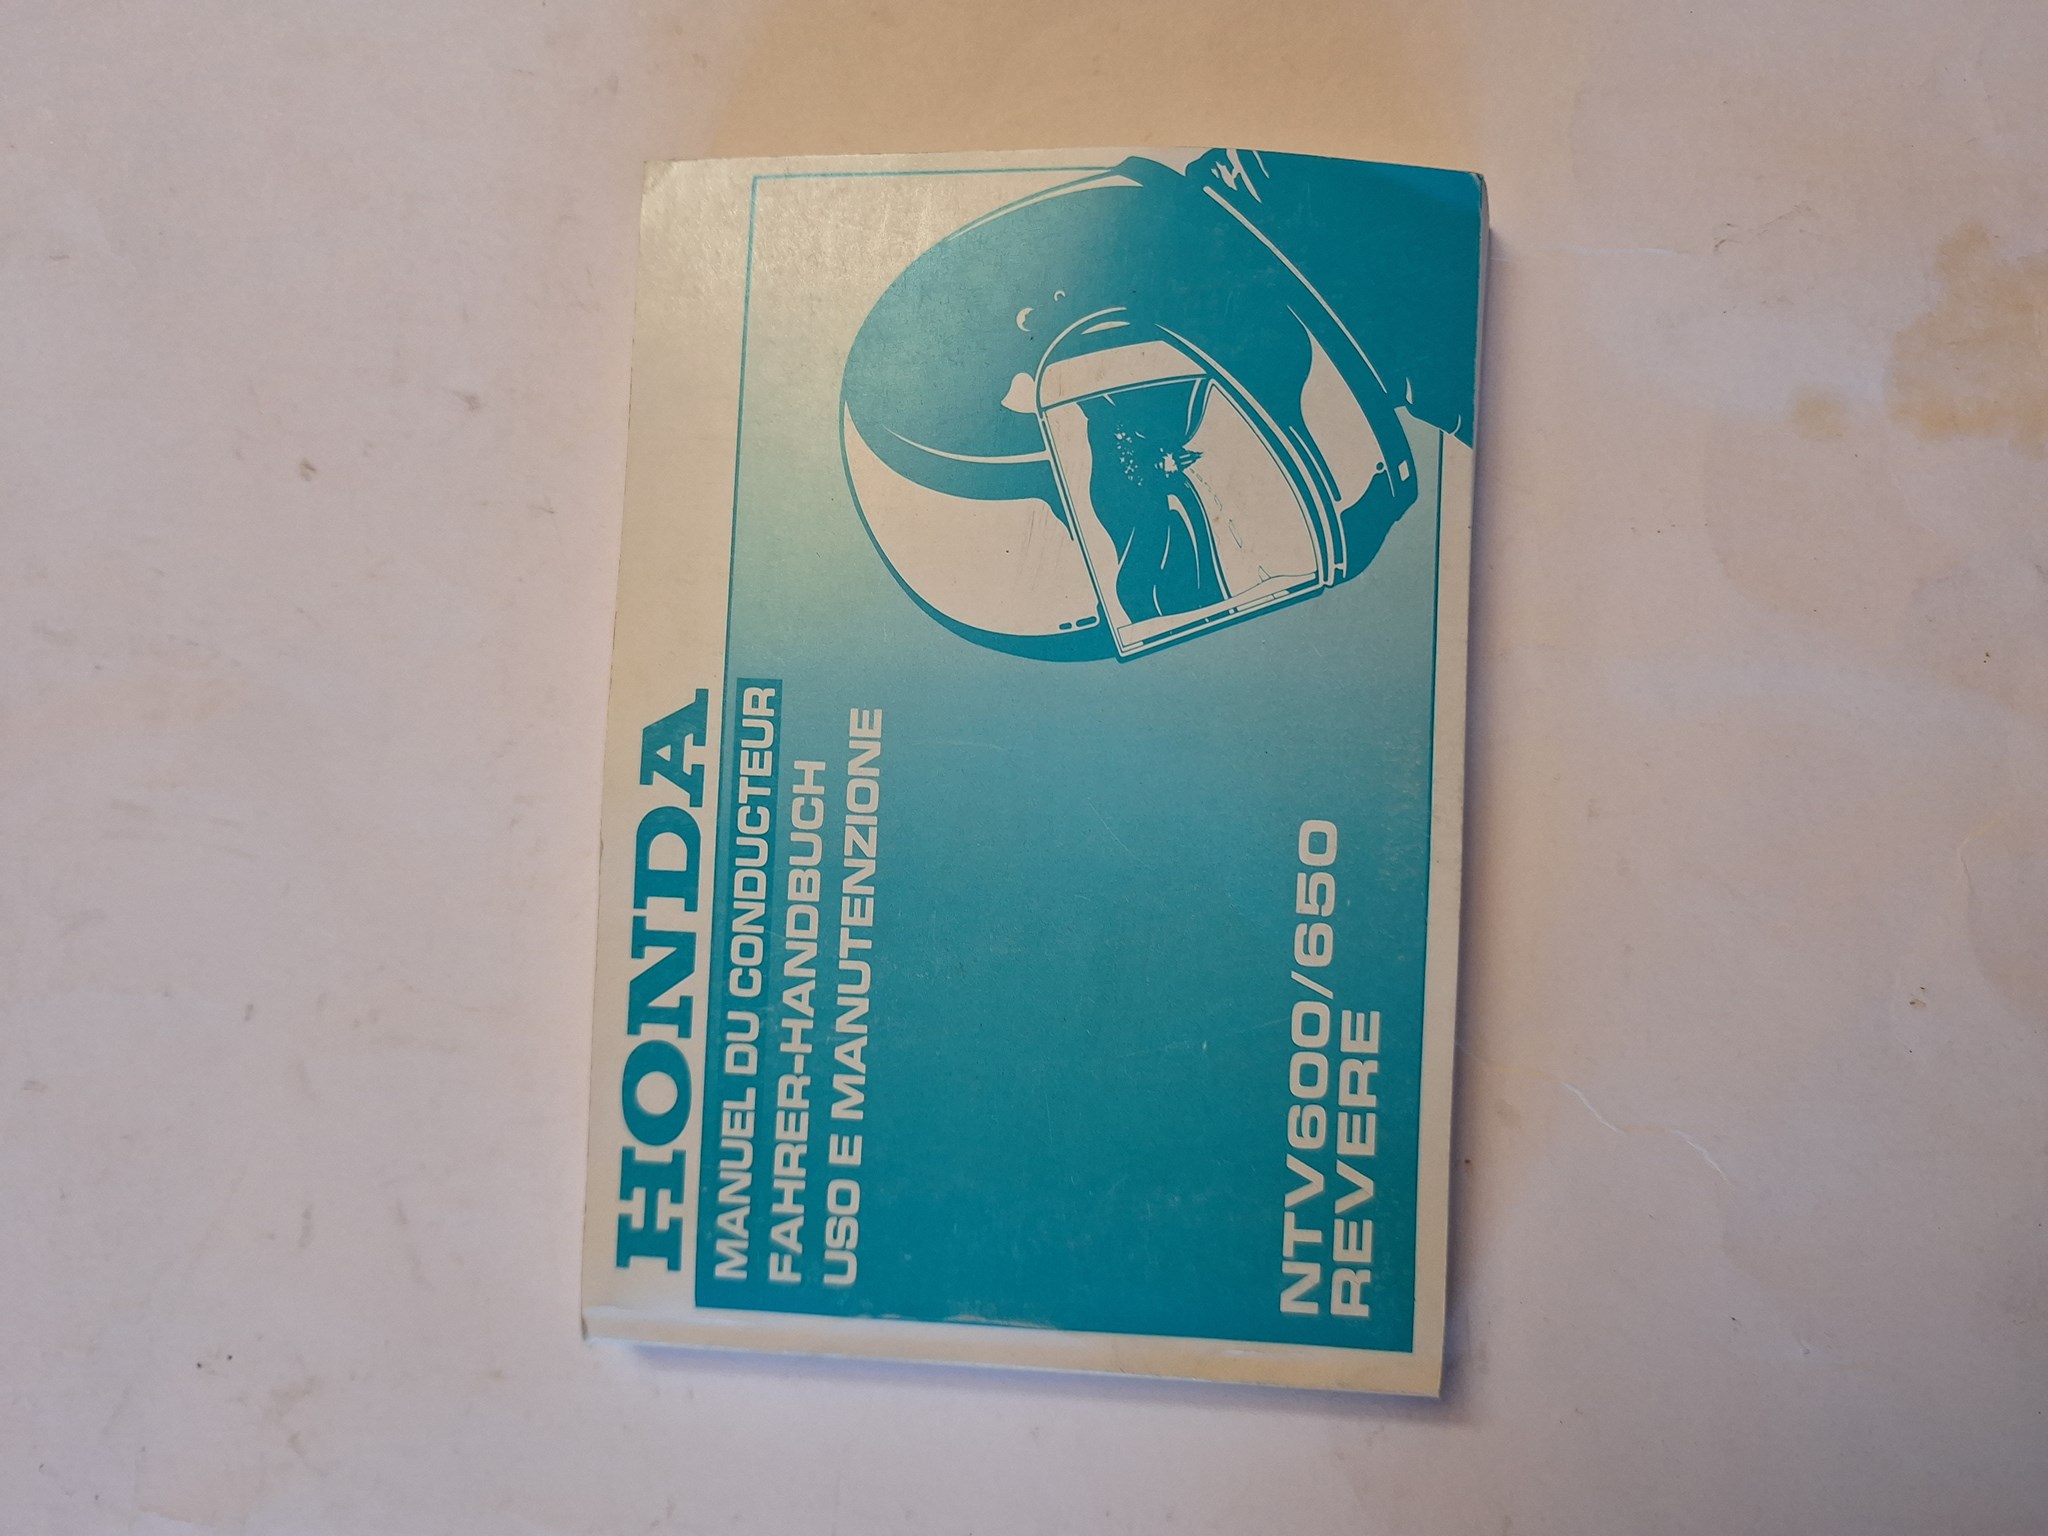 HONDA
MANUEL DU CONDUCTEUR
FAHRER-HANDBUCH
USO E MANUTENZIONE
NTV600/650
REVERE